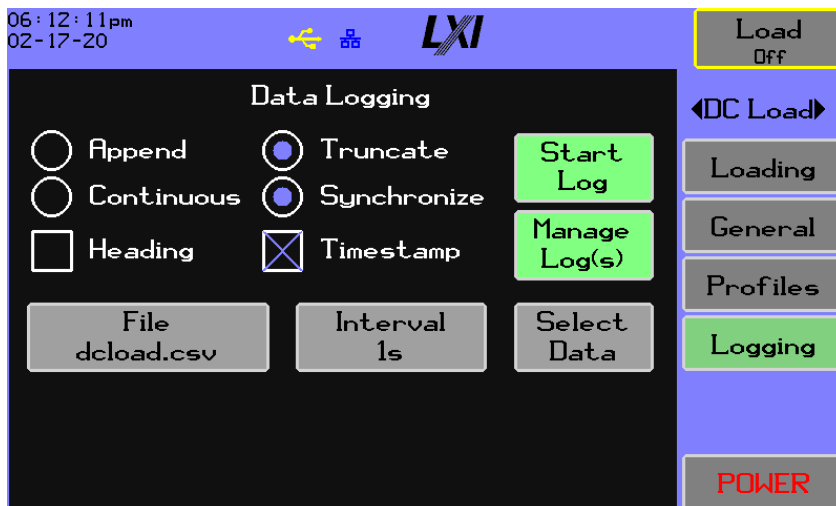 06:12:11pm
02-17-20
LXI
Load
Off
Data Logging
◀DC Load▶
Append
Truncate
Start
Log
Loading
Continuous
Synchronize
Heading
Timestamp
Manage
Log(s)
General
Profiles
File
dcload.csv
Interval
1s
Select
Data
Logging
POWER